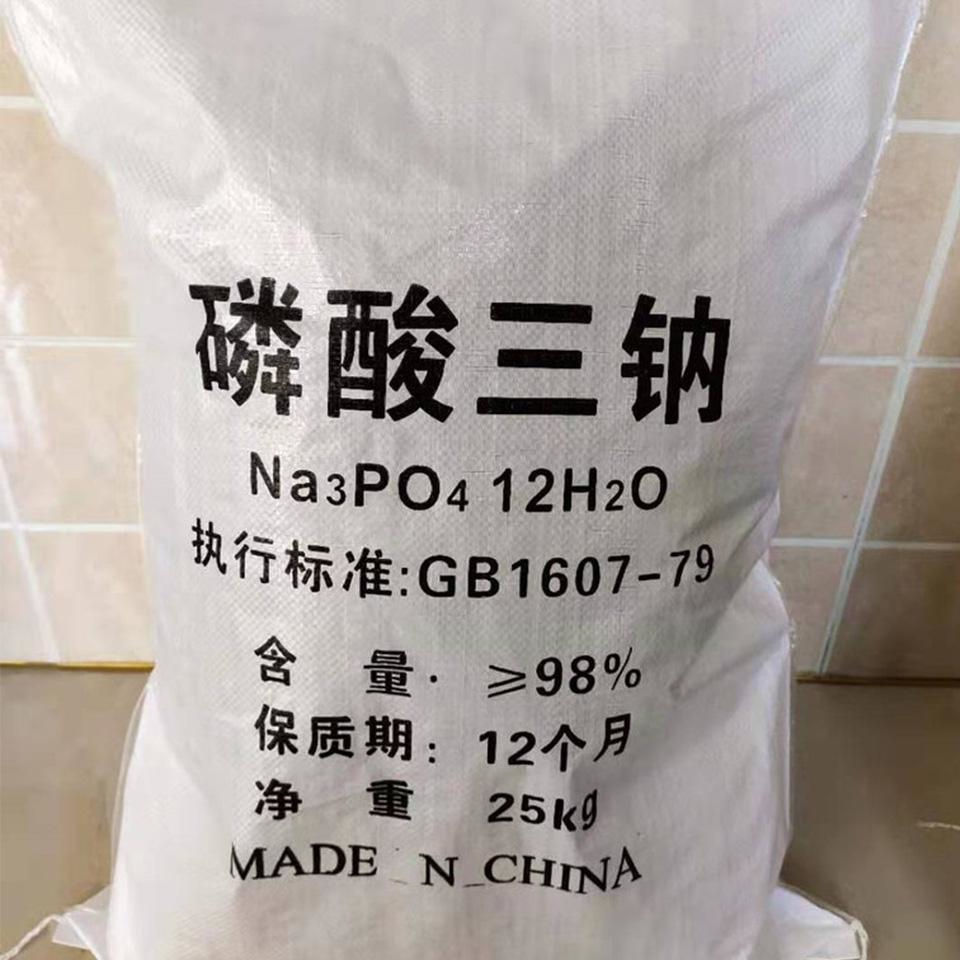 磷酸三钠
Na₃PO₄ 12H₂O
执行标准:GB1607-79
含 量· ≥98%
保质期: 12个月
净 重 25kg
MADE N CHINA